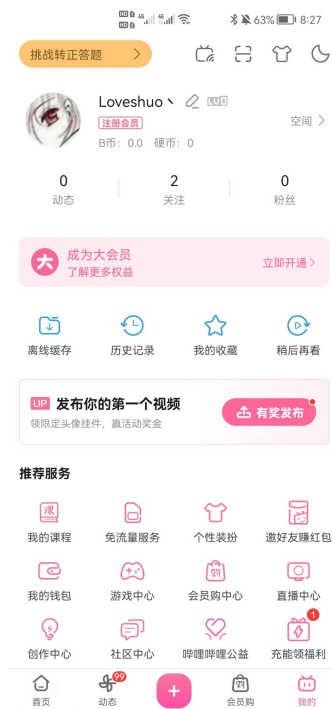 HD 1 4G 4G 63% 8:27
HD 2
挑战转正答题 >
Loveshuo丶 LV0
注册会员
空间 >
B币：0.0 硬币：0
0 2 0
动态 关注 粉丝
大 成为大会员
了解更多权益
立即开通 >
离线缓存 历史记录 我的收藏 稍后再看
UP 发布你的第一个视频
领限定头像挂件，赢活动奖金
有奖发布
推荐服务
课
我的课程 免流量服务 个性装扮 邀好友赚红包
我的钱包 游戏中心 会员购中心 直播中心
1
创作中心 社区中心 哔哩哔哩公益 充能领福利
99
首页 动态 + 会员购 我的